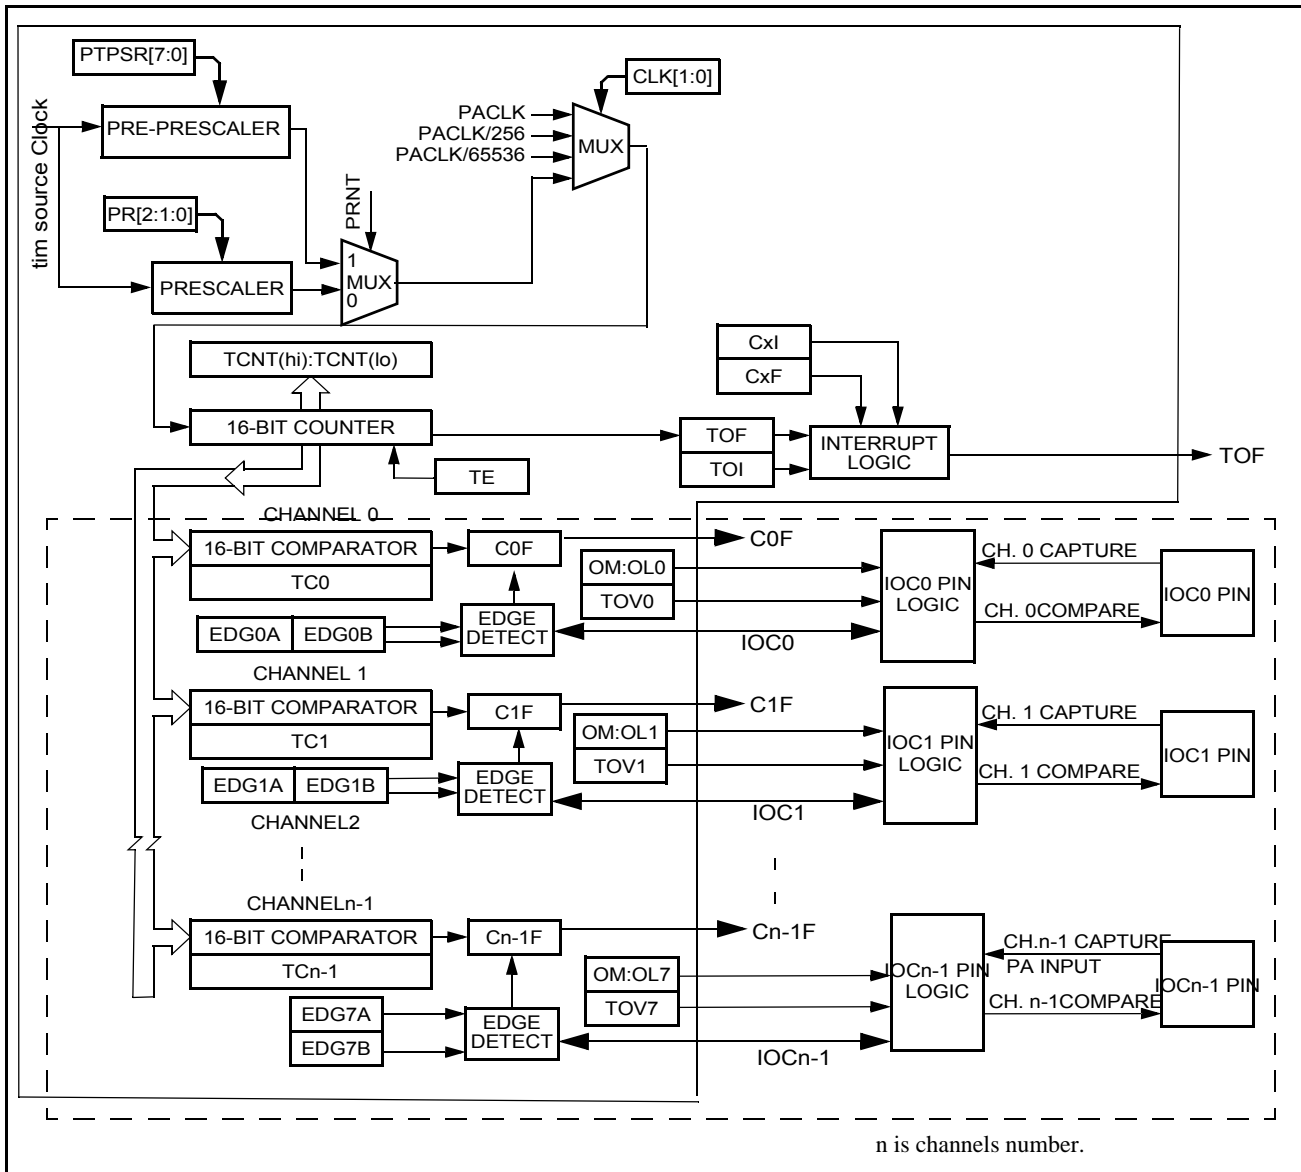 PTPSR[7:0]
CLK[1:0]
tim source Clock
PRE-PRESCALER
PACLK
PACLK/256
PACLK/65536
MUX
PR[2:1:0]
PRNT
PRESCALER
1
MUX
0
TCNT(hi):TCNT(lo)
CxI
CxF
16-BIT COUNTER
TOF
TOI
INTERRUPT
LOGIC
TOF
TE
CHANNEL 0
16-BIT COMPARATOR
TC0
C0F
C0F
OM:OL0
TOV0
IOC0 PIN
LOGIC
CH. 0 CAPTURE
CH. 0COMPARE
IOC0 PIN
EDG0A
EDG0B
EDGE
DETECT
IOC0
CHANNEL 1
16-BIT COMPARATOR
TC1
C1F
C1F
OM:OL1
TOV1
IOC1 PIN
LOGIC
CH. 1 CAPTURE
CH. 1 COMPARE
IOC1 PIN
EDG1A
EDG1B
EDGE
DETECT
IOC1
CHANNEL2
CHANNELn-1
16-BIT COMPARATOR
TCn-1
Cn-1F
Cn-1F
OM:OL7
TOV7
IOCn-1 PIN
LOGIC
CH.n-1 CAPTURE
PA INPUT
CH. n-1COMPARE
IOCn-1 PIN
EDG7A
EDG7B
EDGE
DETECT
IOCn-1
n is channels number.